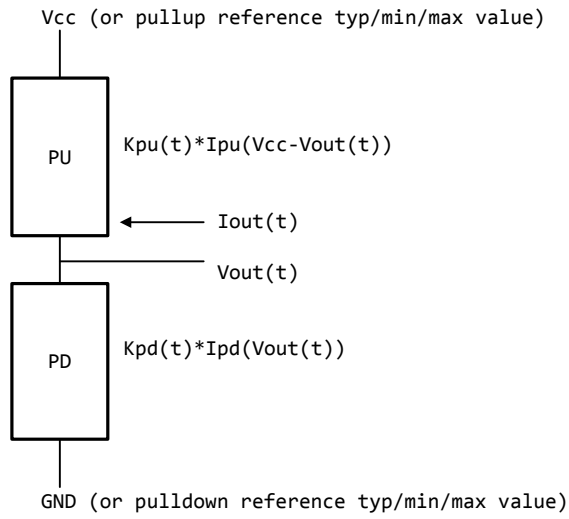 Vcc (or pullup reference typ/min/max value)
PU
Kpu(t)*Ipu(Vcc-Vout(t))
Iout(t)
Vout(t)
PD
Kpd(t)*Ipd(Vout(t))
GND (or pulldown reference typ/min/max value)